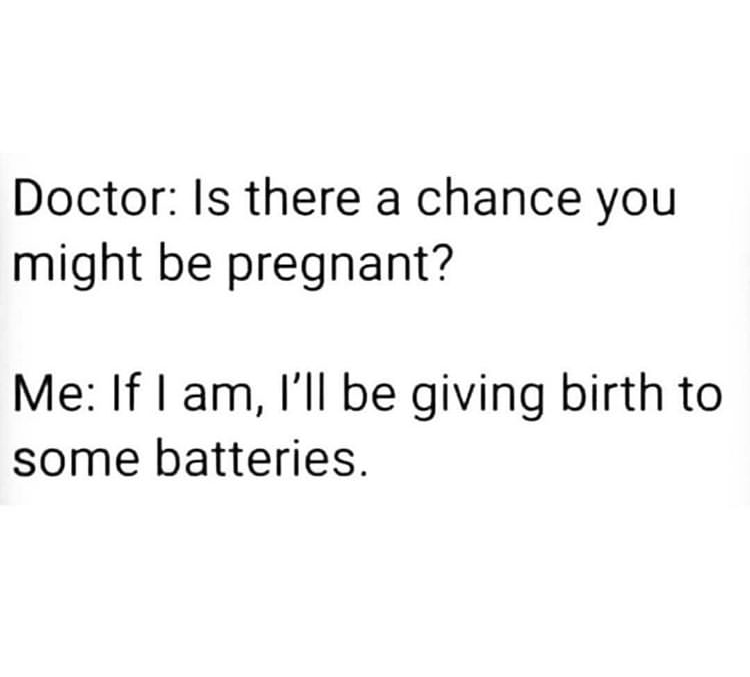 Doctor: Is there a chance you
might be pregnant?
Me: If I am, I’ll be giving birth to
some batteries.